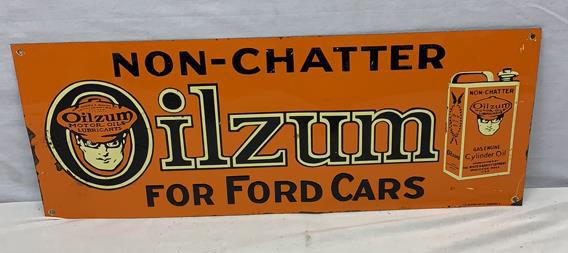 NON-CHATTER
Oilzum
Oilzum
MOTOR OILS
LUBRICANTS
FOR FORD CARS
NON-CHATTER
Oilzum
GAS ENGINE
Cylinder Oil